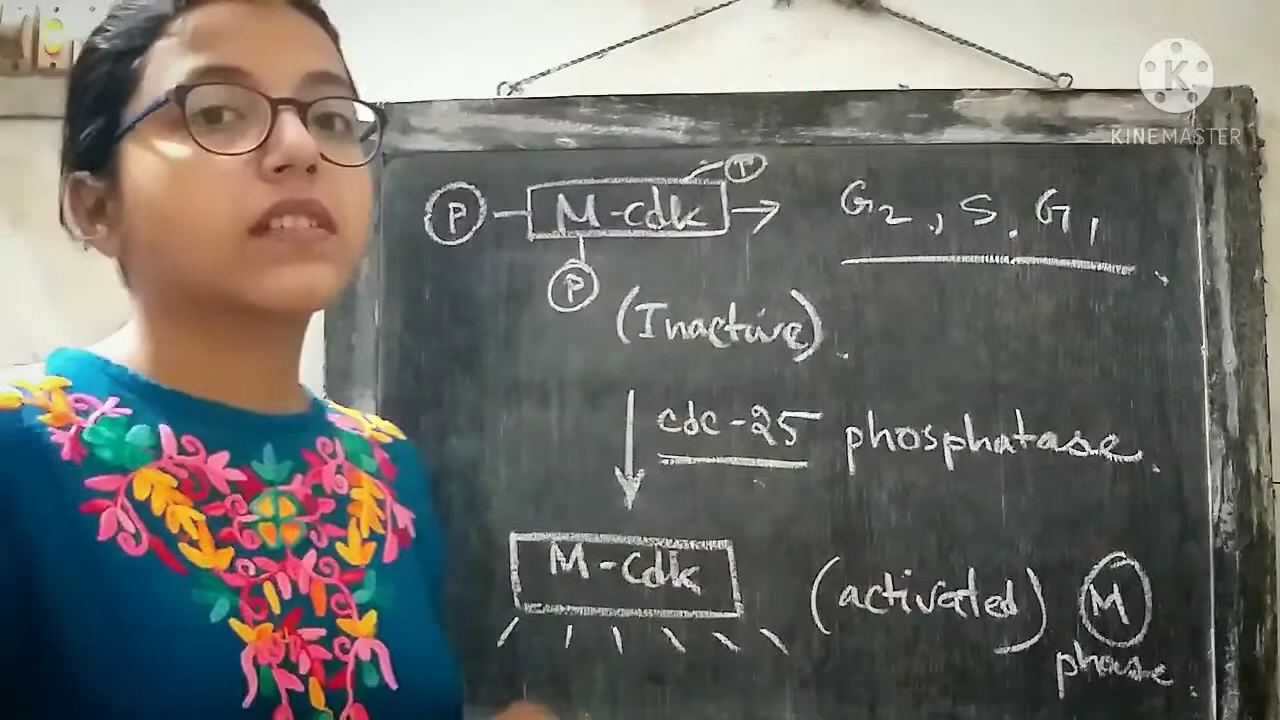 P M-cdk P → G2, S, G1
P
(Inactive).
cdc-25 phosphatase.
M-cdk (activated) M
phase.
K
KINEMASTER